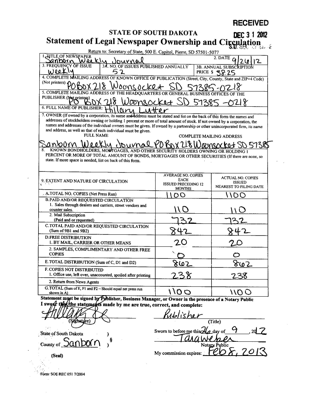 RECEIVED
DEC 31 2012
STATE OF SOUTH DAKOTA
Statement of Legal Newspaper Ownership and Circulation
Return to: Secretary of State, 500 E. Capitol, Pierre, SD 57501-5077
1. TITLE OF NEWSPAPER
Sanborn Weekly Journal
2. DATE 9/26/12
3. FREQUENCY OF ISSUE
Weekly
3A. NO. OF ISSUES PUBLISHED ANNUALLY
52
3B. ANNUAL SUBSCRIPTION
PRICE $ 38.25
4. COMPLETE MAILING ADDRESS OF KNOWN OFFICE OF PUBLICATION (Street, City, County, State and ZIP+4 Code)
(Not printers) PO Box 218 Woonsocket SD 57385-0218
5. COMPLETE MAILING ADDRESS OF THE HEADQUARTERS OR GENERAL BUSINESS OFFICES OF THE
PUBLISHER (Not printer)
PO Box 218 Woonsocket SD 57385-0218
6. FULL NAME OF PUBLISHER: Hillary Lutter
7. OWNER (If owned by a corporation, its name and address must be stated and list on the back of this form the names and
addresses of stockholders owning or holding 1 percent or more of total amount of stock. If not owned by a corporation, the
names and addresses of the individual owners must be given. If owned by a partnership or other unincorporated firm, its name
and address, as well as that of each individual must be given.
FULL NAME COMPLETE MAILING ADDRESS
Sanborn Weekly Journal PO Box 218 Woonsocket SD 57385
8. KNOWN BONDHOLDERS, MORTGAGES, AND OTHER SECURITY HOLDERS OWNING OR HOLDING 1
PERCENT OR MORE OF TOTAL AMOUNT OF BONDS, MORTGAGES OR OTHER SECURITIES (If there are none, so
state. If more space is needed, list on back of this form.
9. EXTENT AND NATURE OF CIRCULATION
AVERAGE NO. COPIES
EACH
ISSUED PRECEDING 12
MONTHS
ACTUAL NO. COPIES
ISSUED
NEAREST TO FILING DATE
A. TOTAL NO. COPIES (Net Press Run) 1100 1100
B. PAID AND/OR REQUESTED CIRCULATION
1. Sales through dealers and carriers, street vendors and
counter sales. 110 110
2. Mail Subscription
(Paid and or requested) 732 732
C. TOTAL PAID AND/OR REQUESTED CIRCULATION
(Sum of 9B1 and 9B2) 842 842
D. FREE DISTRIBUTION
1. BY MAIL, CARRIER OR OTHER MEANS 20 20
2. SAMPLES, COMPLIMENTARY AND OTHER FREE
COPIES 0 0
E. TOTAL DISTRIBUTION (Sum of C, D1 and D2) 862 862
F. COPIES NOT DISTRIBUTED
1. Office use, left over, unaccounted, spoiled after printing 238 238
2. Return from News Agents
G. TOTAL (Sum of E, F1 and F2 - Should equal net press run
shown in A) 1100 1100
Statement must be signed by Publisher, Business Manager, or Owner in the presence of a Notary Public
I swear that the statements made by me are true, correct, and complete:
Publisher
(Title)
State of South Dakota )
County of Sanborn )
(Seal)
Sworn to before me this 26 day of 9, 2012
Notary Public
My commission expires: Feb 8, 2013
Form: SOS REC 051 7/2004